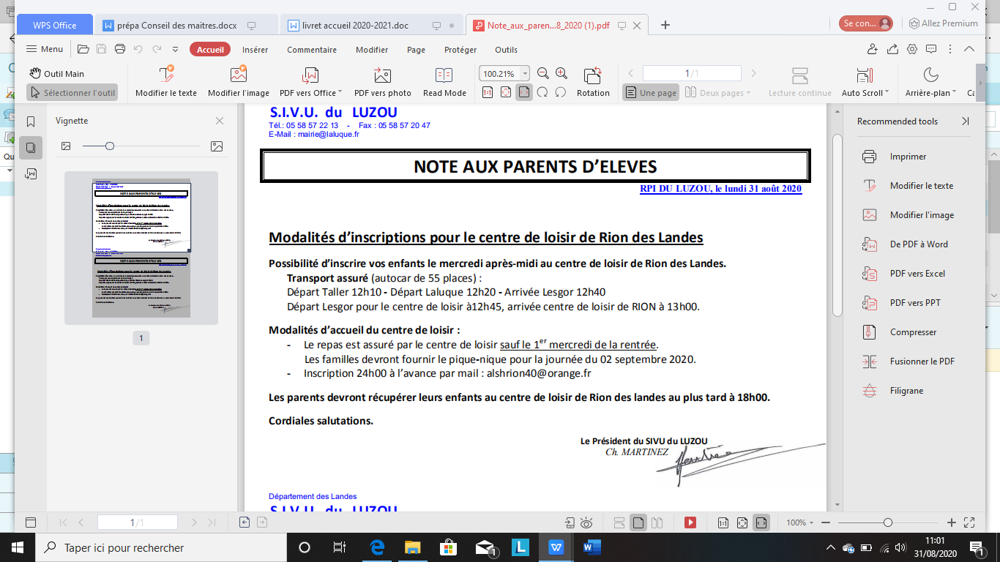 WPS Office
prépa Conseil des maitres.docx
livret accueil 2020-2021.doc
Note_aux_paren...8_2020 (1).pdf
Se con...
Allez Premium
Menu
Accueil
Insérer
Commentaire
Modifier
Page
Protéger
Outils
Outil Main
Sélectionner l'outil
Modifier le texte
Modifier l'image
PDF vers Office
PDF vers photo
Read Mode
100.21%
1:1
Rotation
1/1
Une page
Deux pages
Lecture continue
Auto Scroll
Arrière-plan
Ca
Qu
Vignette
1
S.I.V.U. du LUZOU
Tél.: 05 58 57 22 13 - Fax : 05 58 57 20 47
E-Mail : mairie@laluque.fr
NOTE AUX PARENTS D'ELEVES
RPI DU LUZOU, le lundi 31 août 2020
Modalités d'inscriptions pour le centre de loisir de Rion des Landes
Possibilité d'inscrire vos enfants le mercredi après-midi au centre de loisir de Rion des Landes.
Transport assuré (autocar de 55 places) :
Départ Taller 12h10 - Départ Laluque 12h20 - Arrivée Lesgor 12h40
Départ Lesgor pour le centre de loisir à12h45, arrivée centre de loisir de RION à 13h00.
Modalités d'accueil du centre de loisir :
- Le repas est assuré par le centre de loisir sauf le 1er mercredi de la rentrée.
Les familles devront fournir le pique-nique pour la journée du 02 septembre 2020.
- Inscription 24h00 à l'avance par mail : alshrion40@orange.fr
Les parents devront récupérer leurs enfants au centre de loisir de Rion des landes au plus tard à 18h00.
Cordiales salutations.
Le Président du SIVU du LUZOU
Ch. MARTINEZ
Département des Landes
S.I.V.U. du LUZOU
Recommended tools
Imprimer
Modifier le texte
Modifier l'image
De PDF à Word
PDF vers Excel
PDF vers PPT
Compresser
Fusionner le PDF
Filigrane
1/1
1:1
100%
Taper ici pour rechercher
1
11:01
31/08/2020
1